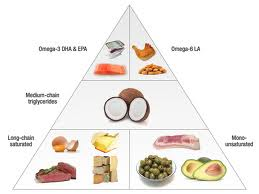 Omega-3 DHA & EPA
Omega-6 LA
Medium-chain
triglycerides
Long-chain
saturated
Mono-
unsaturated